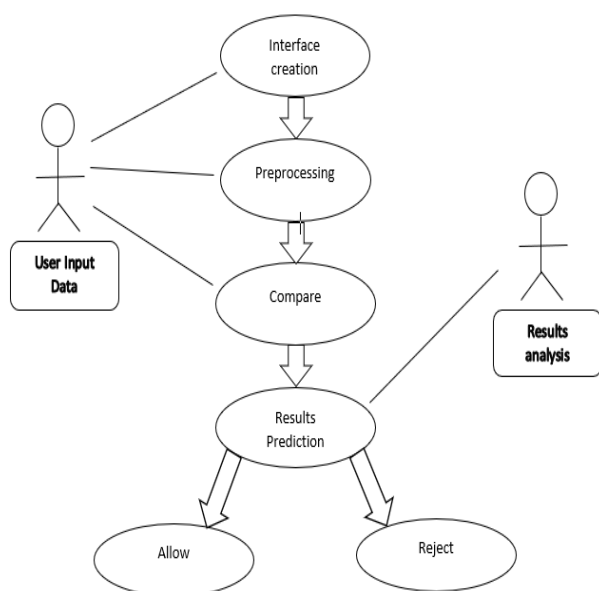 Interface
creation
Preprocessing
User Input
Data
Compare
Results
analysis
Results
Prediction
Allow
Reject